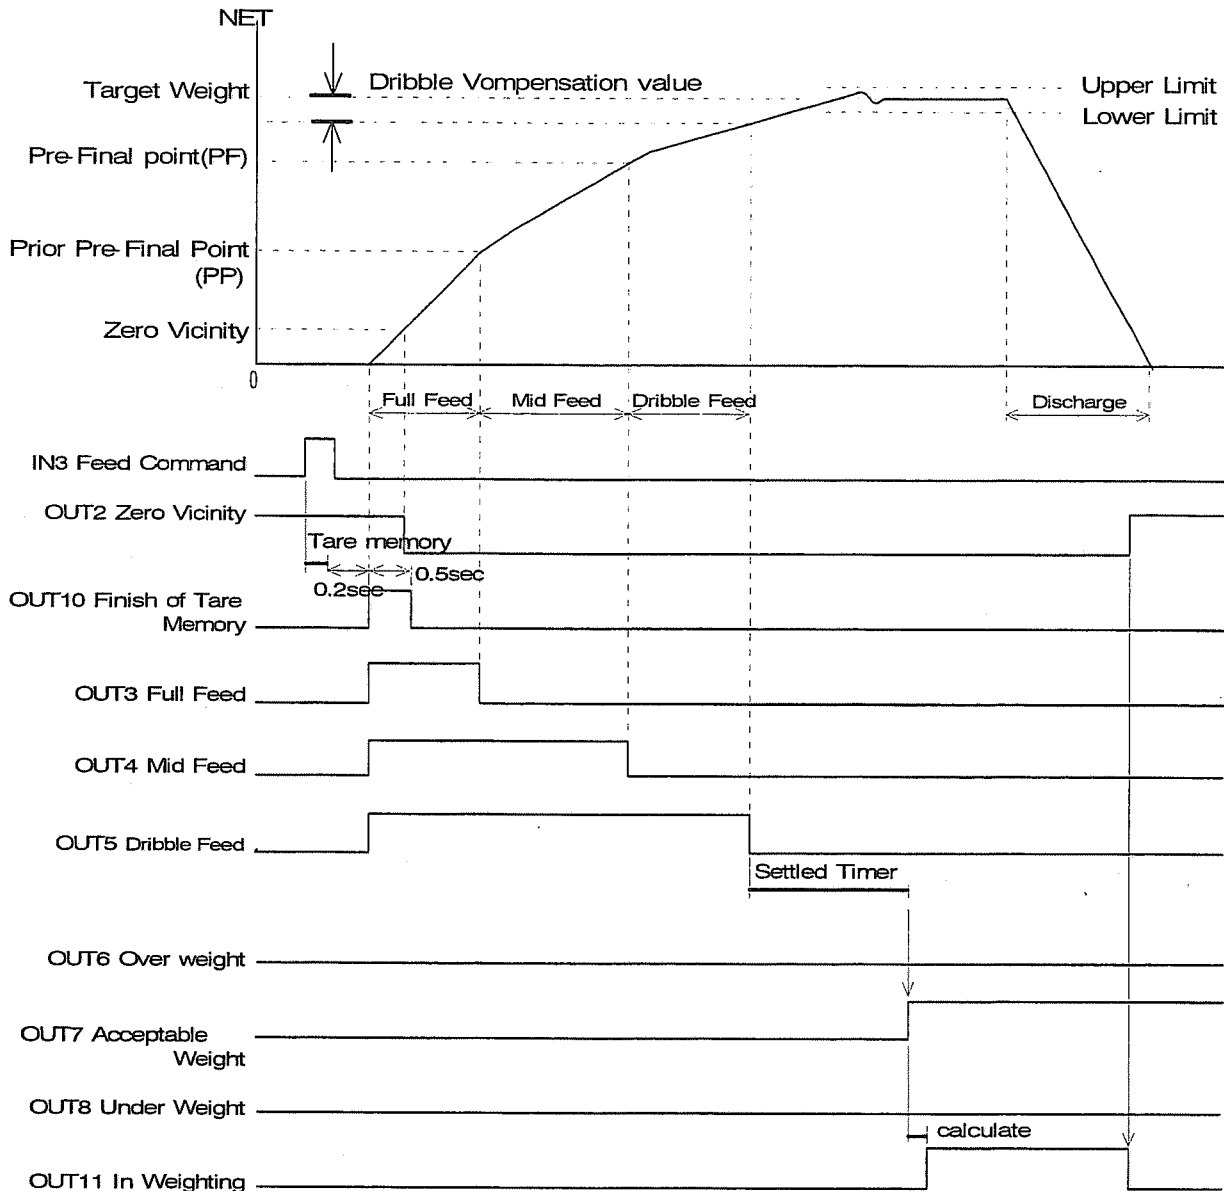 NET
Target Weight
Dribble Vompensation value
Upper Limit
Lower Limit
Pre-Final point(PF)
Prior Pre-Final Point
(PP)
Zero Vicinity
0
Full Feed
Mid Feed
Dribble Feed
Discharge
IN3 Feed Command
OUT2 Zero Vicinity
Tare memory
0.2sec
0.5sec
OUT10 Finish of Tare
Memory
OUT3 Full Feed
OUT4 Mid Feed
OUT5 Dribble Feed
Settled Timer
OUT6 Over weight
OUT7 Acceptable
Weight
OUT8 Under Weight
calculate
OUT11 In Weighting